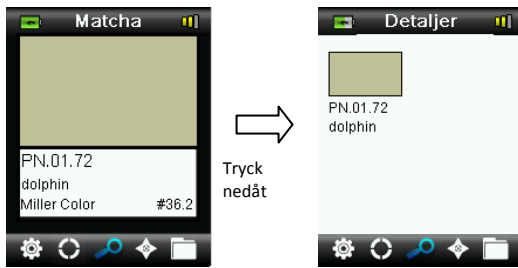 Matcha
PN.01.72
dolphin
Miller Color #36.2
Tryck
nedåt
Detaljer
PN.01.72
dolphin